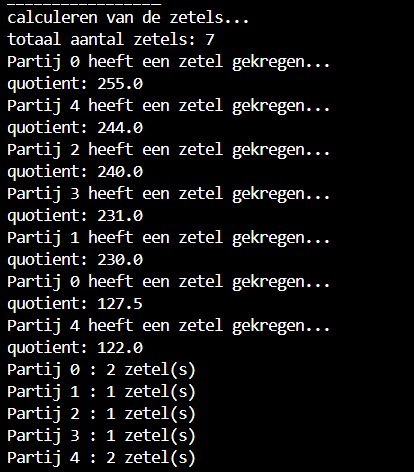 _________________
calculeren van de zetels...
totaal aantal zetels: 7
Partij 0 heeft een zetel gekregen...
quotient: 255.0
Partij 4 heeft een zetel gekregen...
quotient: 244.0
Partij 2 heeft een zetel gekregen...
quotient: 240.0
Partij 3 heeft een zetel gekregen...
quotient: 231.0
Partij 1 heeft een zetel gekregen...
quotient: 230.0
Partij 0 heeft een zetel gekregen...
quotient: 127.5
Partij 4 heeft een zetel gekregen...
quotient: 122.0
Partij 0 : 2 zetel(s)
Partij 1 : 1 zetel(s)
Partij 2 : 1 zetel(s)
Partij 3 : 1 zetel(s)
Partij 4 : 2 zetel(s)